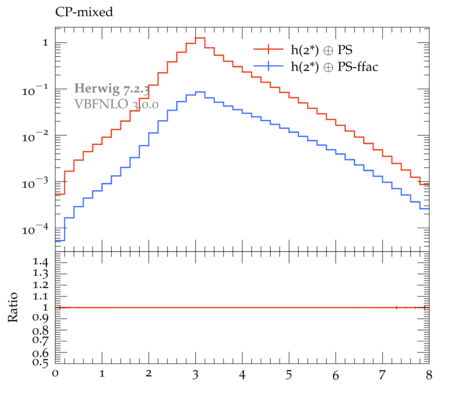 CP-mixed
h(2*) ⊕ PS
h(2*) ⊕ PS-ffac
Herwig 7.2.3
VBFNLO 3.0.0
1
10⁻¹
10⁻²
10⁻³
10⁻⁴
Ratio
1.4
1.3
1.2
1.1
1
0.9
0.8
0.7
0.6
0.5
0 1 2 3 4 5 6 7 8